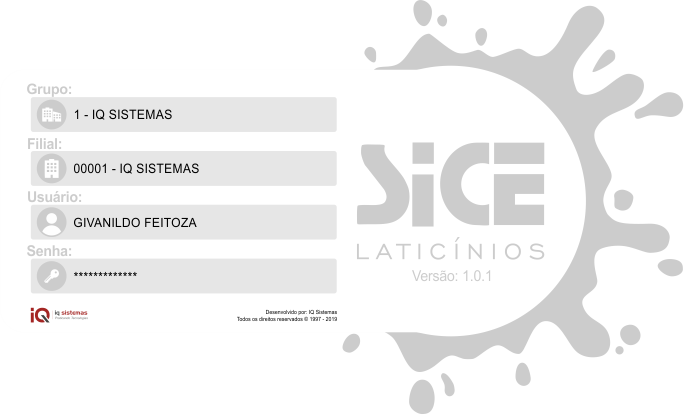 Grupo:
1 - IQ SISTEMAS
Filial:
00001 - IQ SISTEMAS
Usuário:
GIVANILDO FEITOZA
Senha:
*************
iQ iq sistemas
Desenvolvido por: IQ Sistemas
Todos os direitos reservados © 1997 - 2019
SiCE
LATICÍNIOS
Versão: 1.0.1